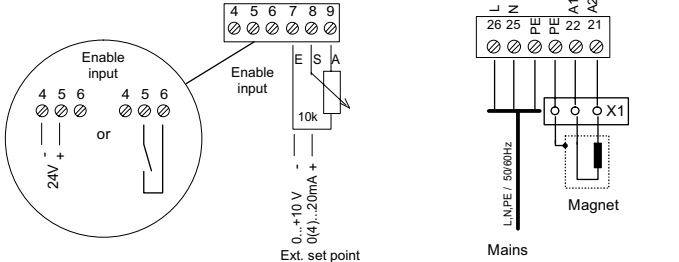 4 5 6 7 8 9
Enable
input
4 5 6
4 5 6
or
- +
24V
Enable
input
E S A
10k
- +
0...+10 V
0(4)...20mA
Ext. set point
L N PE PE A1 A2
26 25 22 21
X1
L,N,PE / 50/60Hz
Magnet
Mains